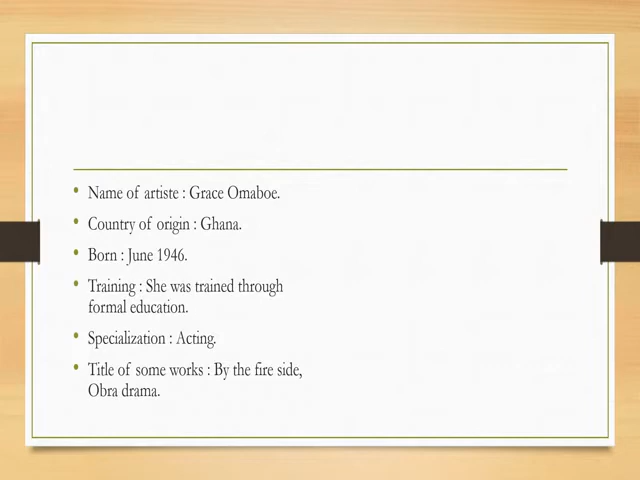 • Name of artiste : Grace Omaboe.
• Country of origin : Ghana.
• Born : June 1946.
• Training : She was trained through
formal education.
• Specialization : Acting.
• Title of some works : By the fire side,
Obra drama.